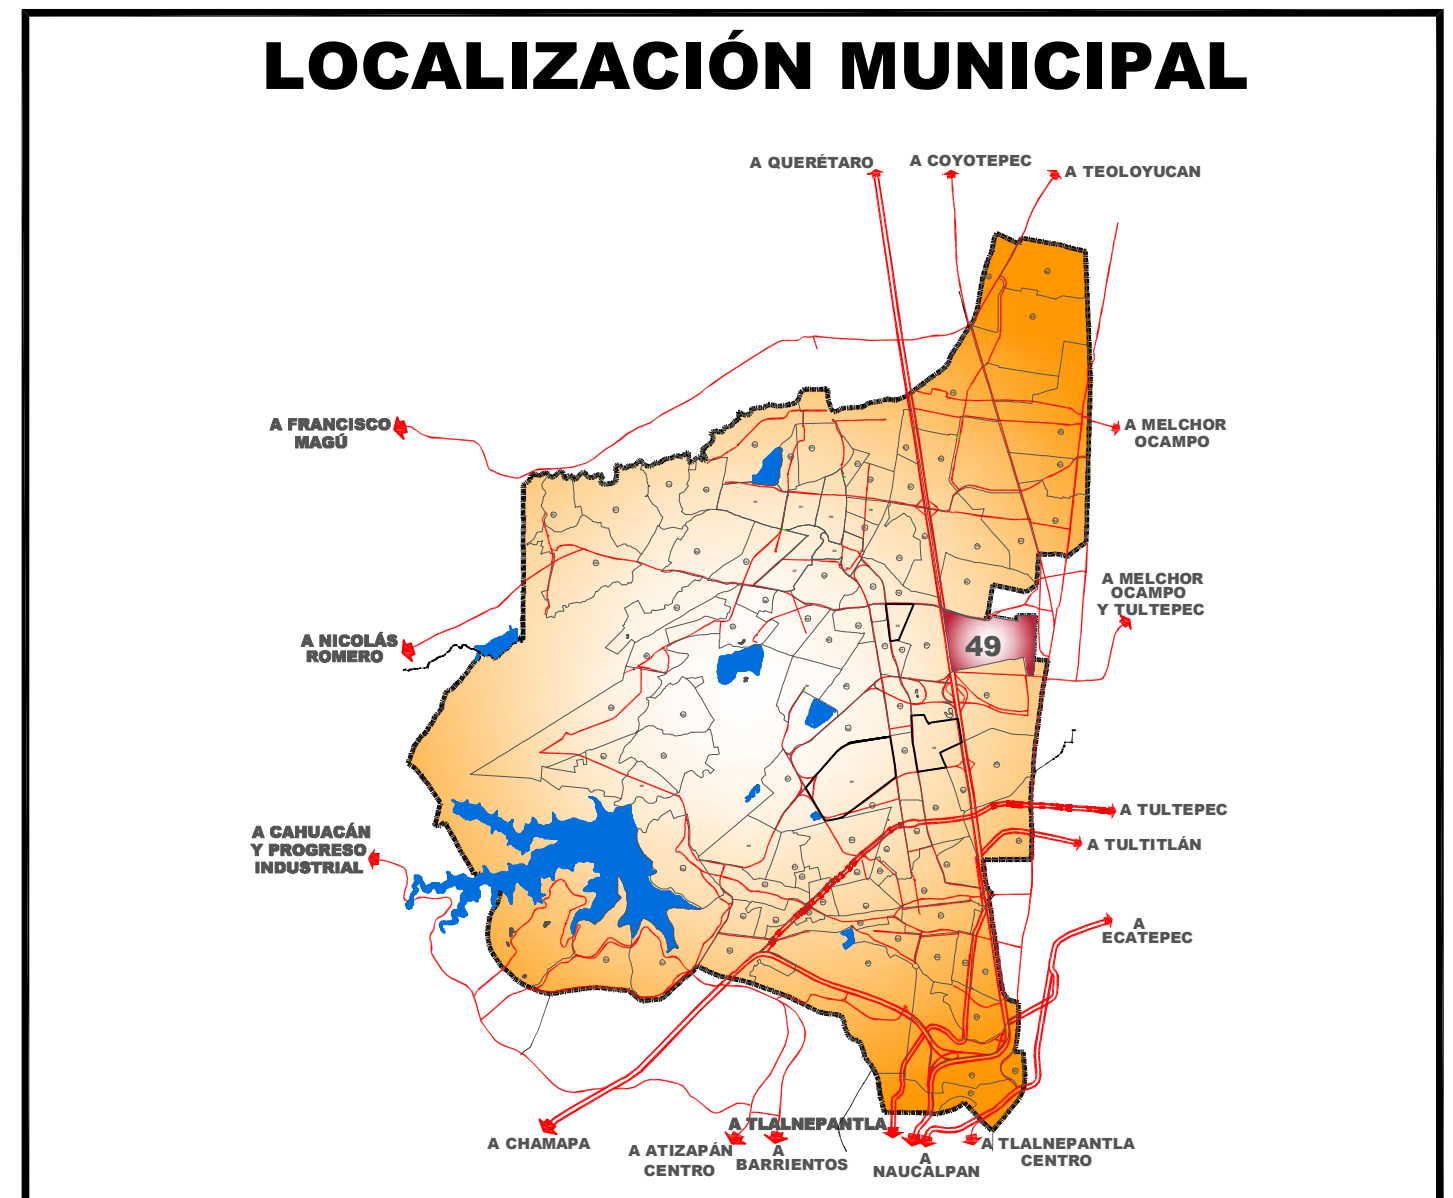 LOCALIZACIÓN MUNICIPAL
A QUERÉTARO
A COYOTEPEC
A TEOLOYUCAN
A FRANCISCO
MAGÚ
A MELCHOR
OCAMPO
A MELCHOR
OCAMPO
Y TULTEPEC
A NICOLÁS
ROMERO
49
A TULTEPEC
A CAHUACÁN
Y PROGRESO
INDUSTRIAL
A TULTITLÁN
A
ECATEPEC
A CHAMAPA
A ATIZAPÁN
CENTRO
A TLALNEPANTLA
A
BARRIENTOS
A
NAUCALPAN
A TLALNEPANTLA
CENTRO